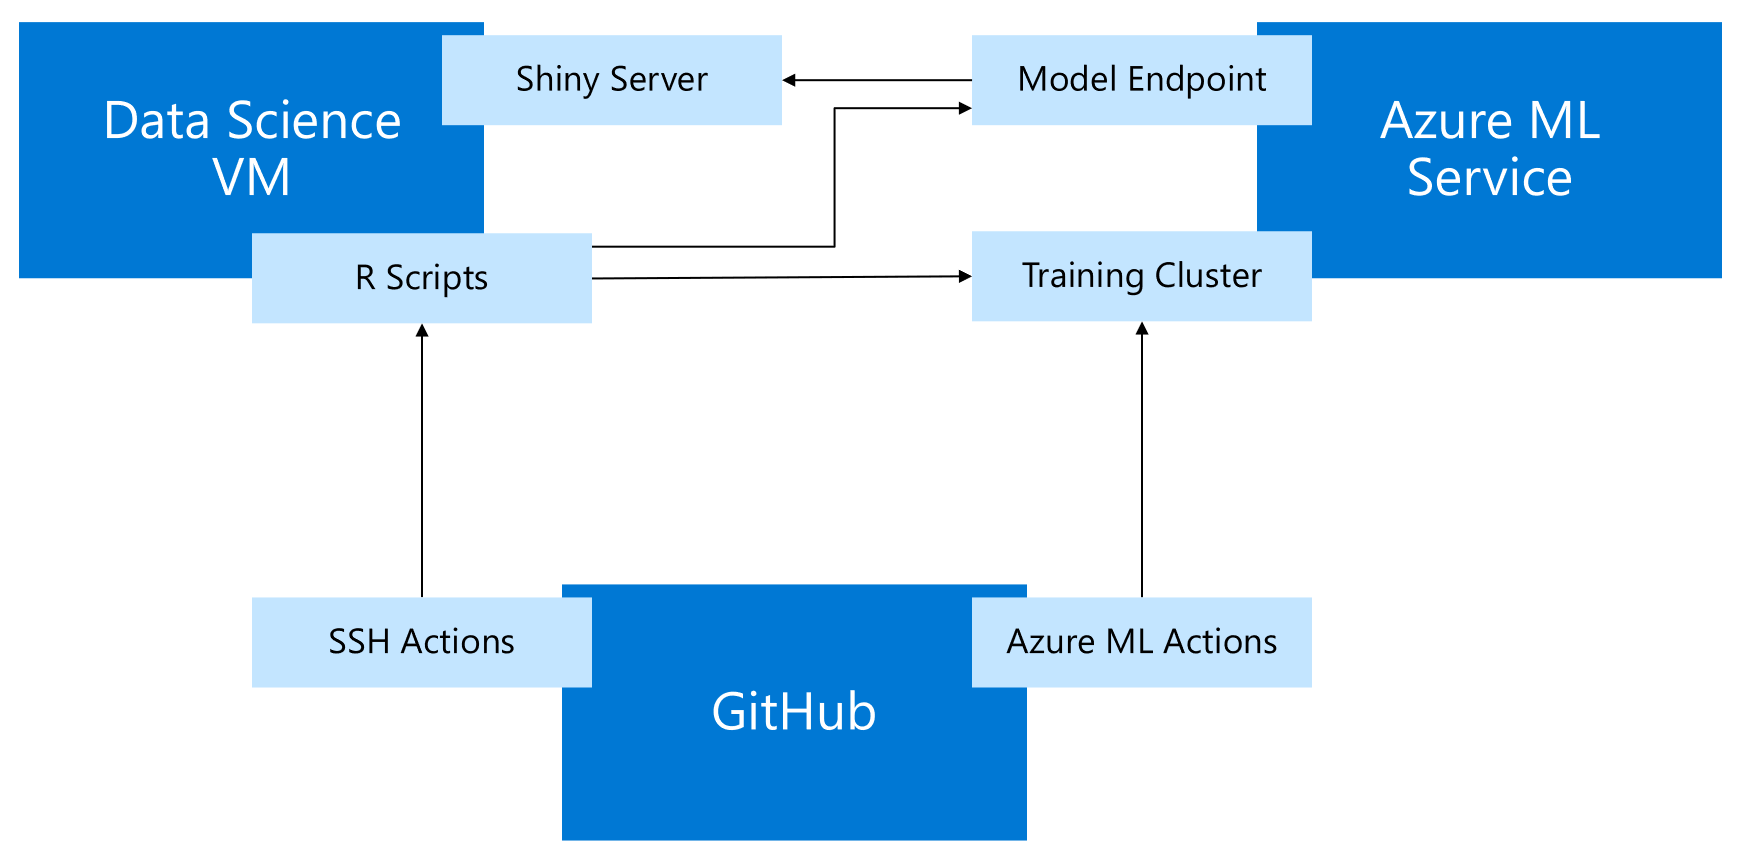 Shiny Server
Model Endpoint
Data Science
VM
Azure ML
Service
R Scripts
Training Cluster
SSH Actions
Azure ML Actions
GitHub